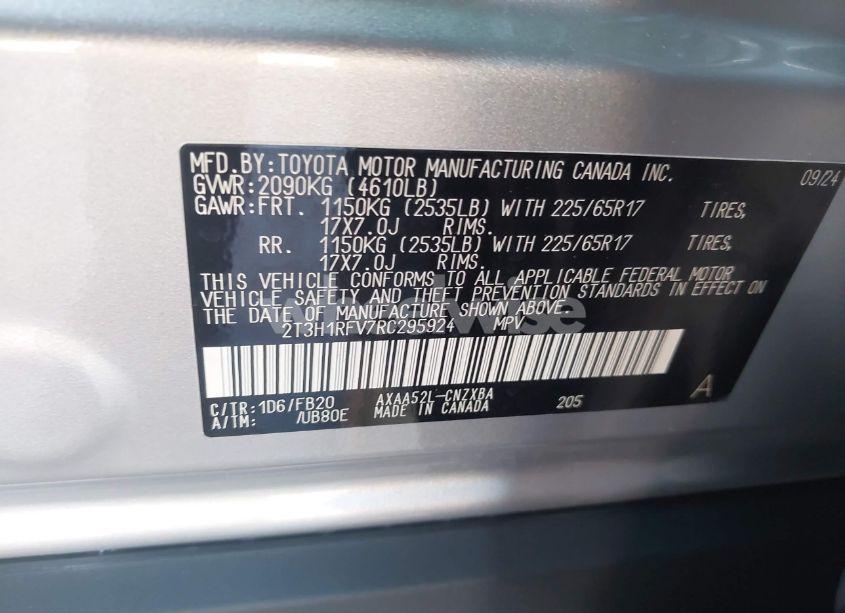 MFD.BY:TOYOTA MOTOR MANUFACTURING CANADA INC. 09/24
GVWR:2090KG (4610LB)
GAWR:FRT. 1150KG (2535LB) WITH 225/65R17 TIRES,
17X7.0J RIMS.
RR. 1150KG (2535LB) WITH 225/65R17 TIRES,
17X7.0J RIMS.
THIS VEHICLE CONFORMS TO ALL APPLICABLE FEDERAL MOTOR
VEHICLE SAFETY AND THEFT PREVENTION STANDARDS IN EFFECT ON
THE DATE OF MANUFACTURE SHOWN ABOVE.
2T3H1RFV7RC295924 MPV
C/TR:1D6/FB20 AXAA52L-CNZXBA 205 A
A/TM: /UB80E MADE IN CANADA